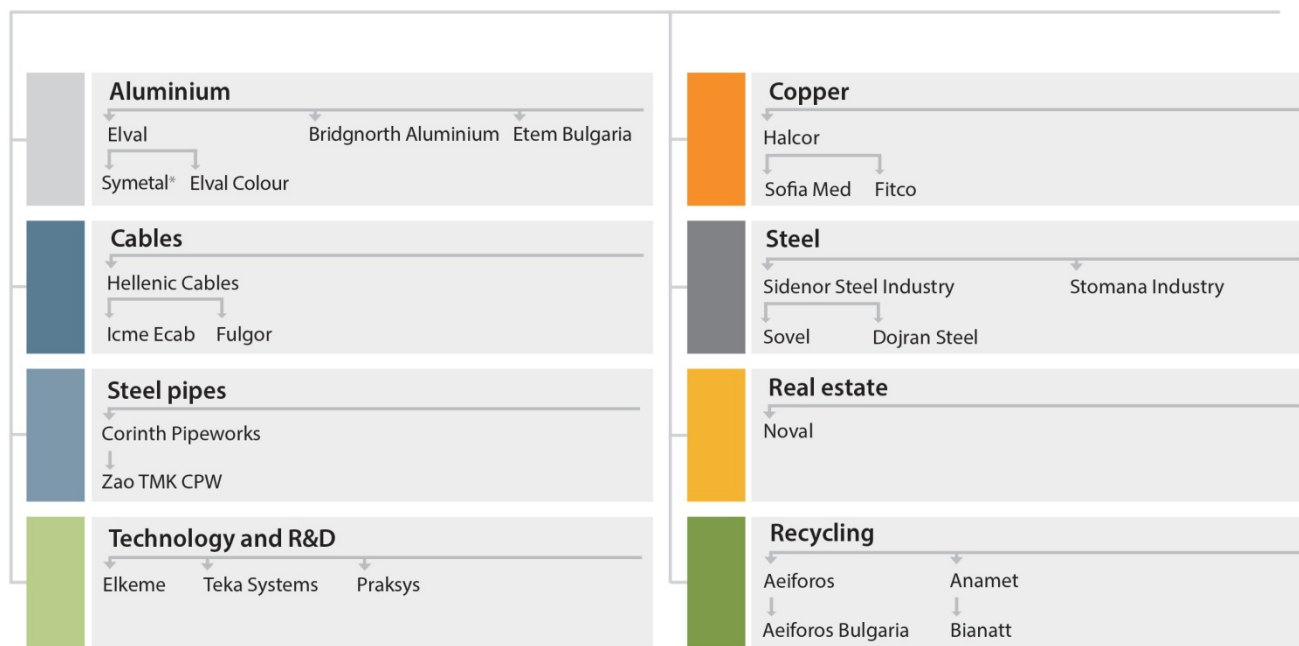 Aluminium
Elval Bridgnorth Aluminium Etem Bulgaria
Symetal* Elval Colour
Cables
Hellenic Cables
Icme Ecab Fulgor
Steel pipes
Corinth Pipeworks
Zao TMK CPW
Technology and R&D
Elkeme Teka Systems Praksys
Copper
Halcor
Sofia Med Fitco
Steel
Sidenor Steel Industry Stomana Industry
Sovel Dojran Steel
Real estate
Noval
Recycling
Aeiforos Anamet
Aeiforos Bulgaria Bianatt